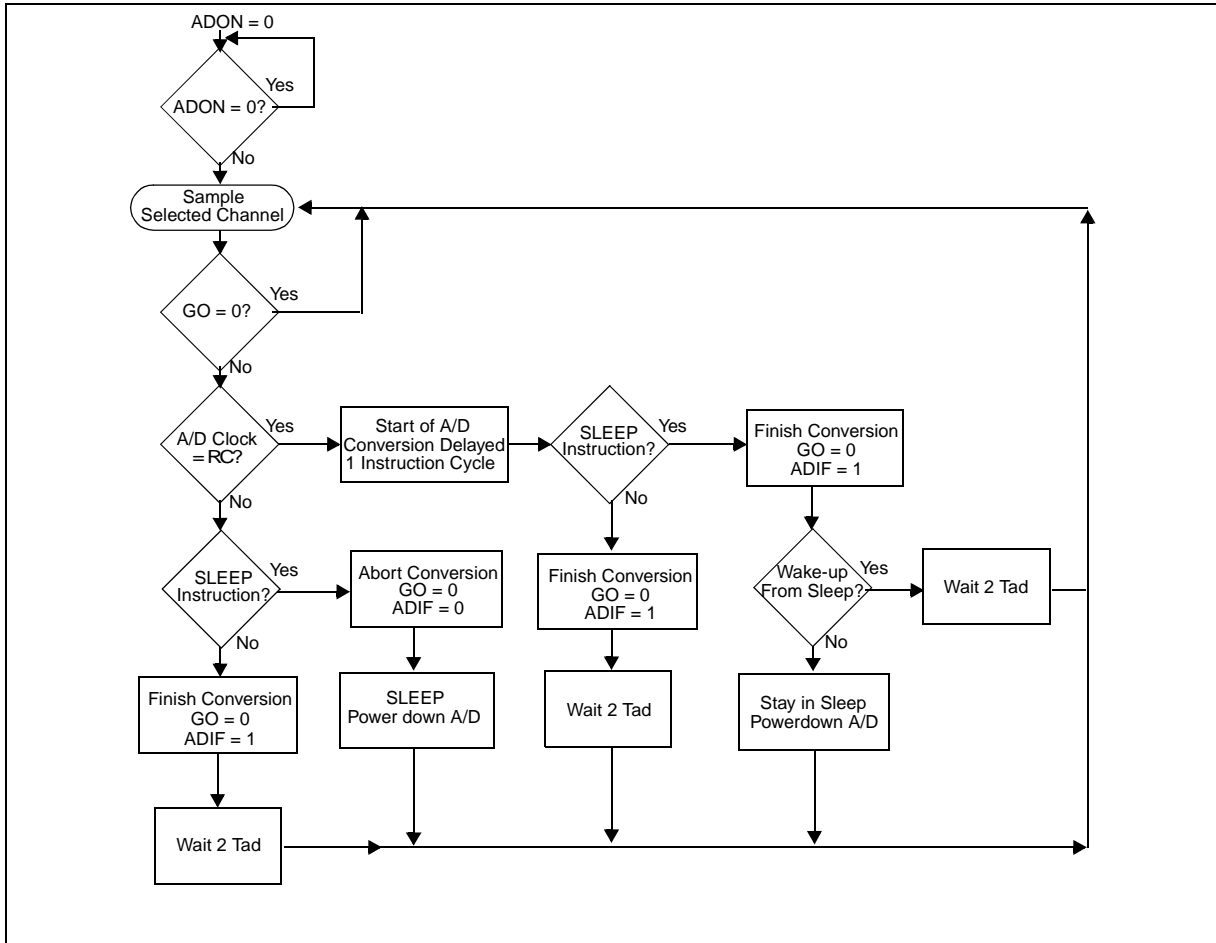 ADON = 0
Yes
ADON = 0?
No
Sample
Selected Channel
Yes
GO = 0?
No
Yes
A/D Clock
=RC?
No
Start of A/D
Conversion Delayed
1 Instruction Cycle
SLEEP
Instruction?
Yes
No
Finish Conversion
GO = 0
ADIF = 1
SLEEP
Instruction?
Yes
No
Abort Conversion
GO = 0
ADIF = 0
Finish Conversion
GO = 0
ADIF = 1
Wake-up
From Sleep?
Yes
No
Wait 2 Tad
Finish Conversion
GO = 0
ADIF = 1
SLEEP
Power down A/D
Wait 2 Tad
Stay in Sleep
Powerdown A/D
Wait 2 Tad